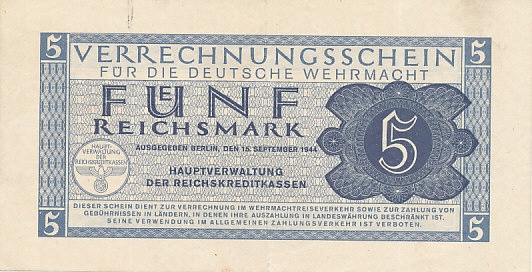 5 VERRECHNUNGSSCHEIN 5
FÜR DIE DEUTSCHE WEHRMACHT
FÜNF
REICHSMARK
AUSGEGEBEN BERLIN, DEN 15. SEPTEMBER 1944
5
HAUPT-
VERWALTUNG
DER
REICHSKREDITKASSEN
HAUPTVERWALTUNG
DER REICHSKREDITKASSEN
DIESER SCHEIN DIENT ZUR VERRECHNUNG IM WEHRMACHTREISEVERKEHR SOWIE ZUR ZAHLUNG VON
GEBÜHRNISSEN IN LÄNDERN, IN DENEN IHRE AUSZAHLUNG IN LANDESWÄHRUNG BESCHRÄNKT IST.
5 SEINE VERWENDUNG IM ALLGEMEINEN ZAHLUNGSVERKEHR IST VERBOTEN. 5